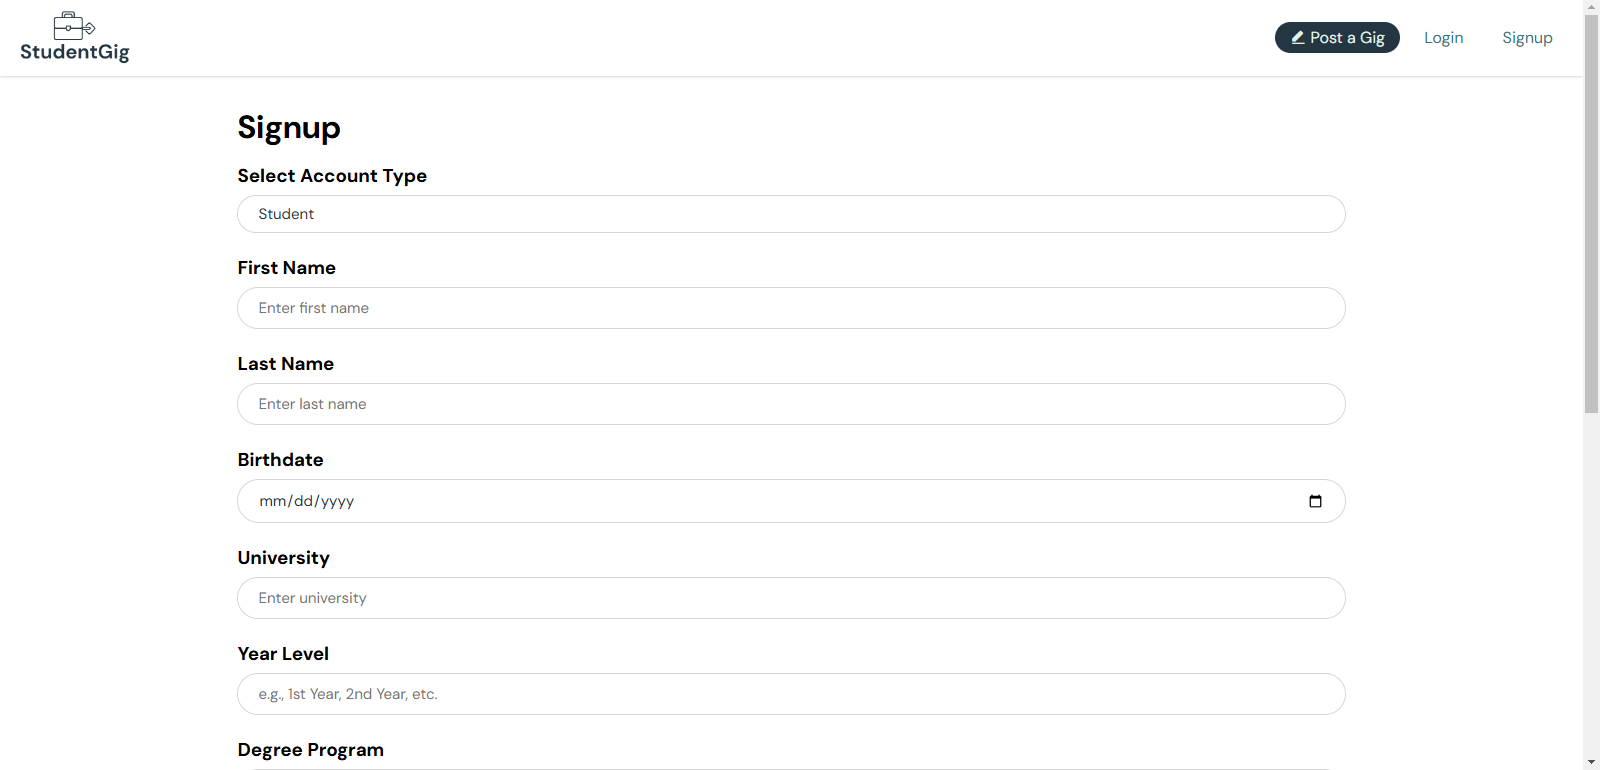 StudentGig
Post a Gig
Login
Signup
Signup
Select Account Type
Student
First Name
Enter first name
Last Name
Enter last name
Birthdate
mm/dd/yyyy
University
Enter university
Year Level
e.g., 1st Year, 2nd Year, etc.
Degree Program